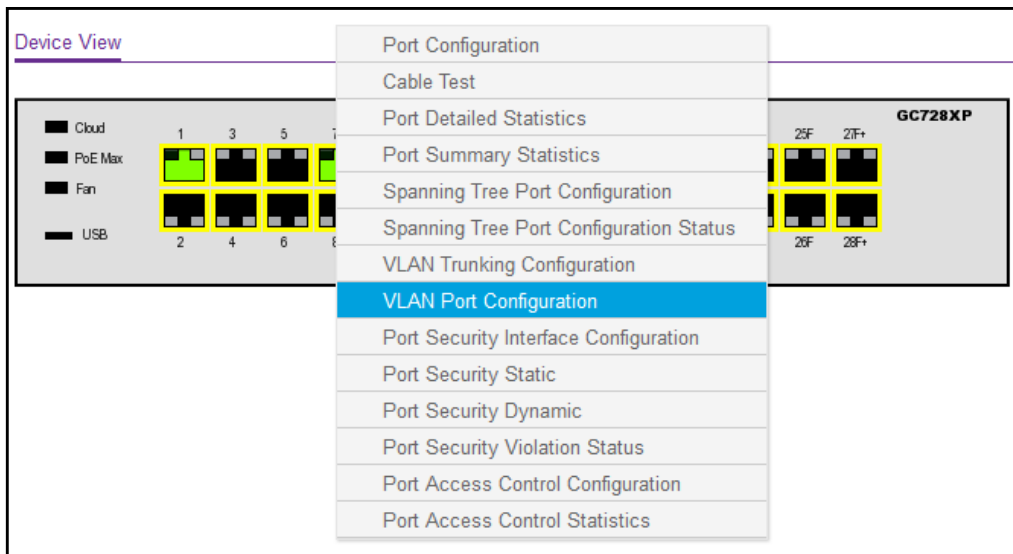 Device View
Port Configuration
Cable Test
Port Detailed Statistics
Port Summary Statistics
Spanning Tree Port Configuration
Spanning Tree Port Configuration Status
VLAN Trunking Configuration
VLAN Port Configuration
Port Security Interface Configuration
Port Security Static
Port Security Dynamic
Port Security Violation Status
Port Access Control Configuration
Port Access Control Statistics
GC728XP
Cloud
PoE Max
Fan
USB
1 3 5 7 25F 27F+
2 4 6 8 26F 28F+